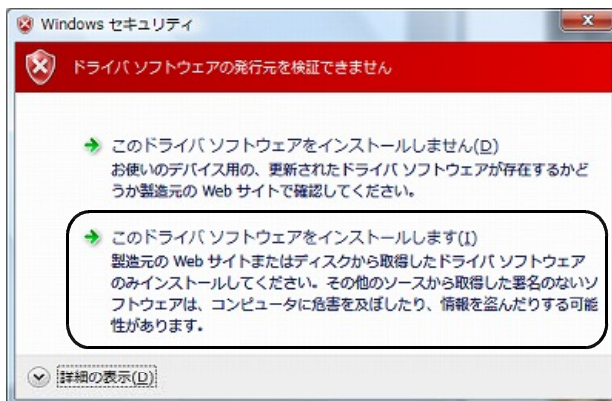 Windows セキュリティ
ドライバ ソフトウェアの発行元を検証できません
このドライバ ソフトウェアをインストールしません(D)
お使いのデバイス用の、更新されたドライバ ソフトウェアが存在するかど
うか製造元の Web サイトで確認してください。
このドライバ ソフトウェアをインストールします(I)
製造元の Web サイトまたはディスクから取得したドライバ ソフトウェア
のみインストールしてください。その他のソースから取得した署名のないソ
フトウェアは、コンピュータに危害を及ぼしたり、情報を盗んだりする可能
性があります。
詳細の表示(D)